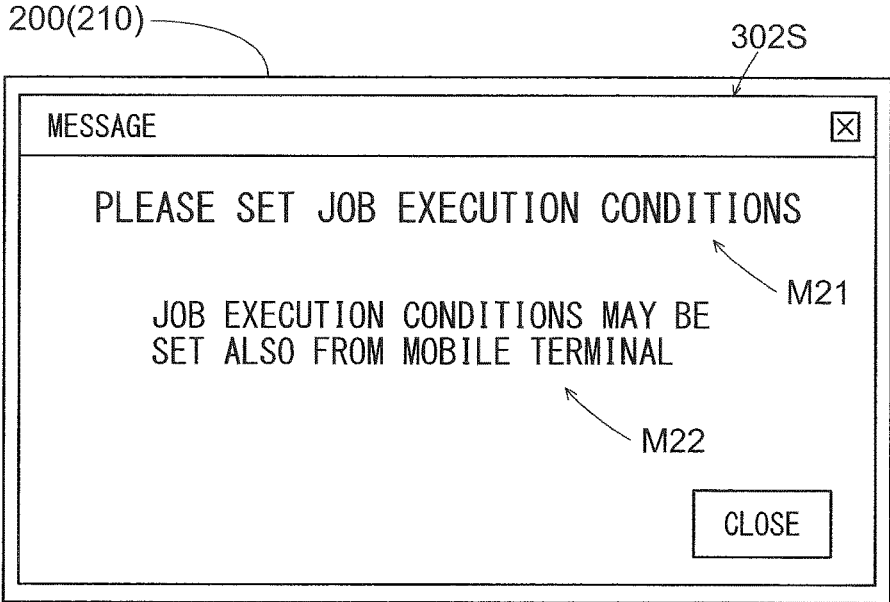 200(210)
302S
MESSAGE
PLEASE SET JOB EXECUTION CONDITIONS
M21
JOB EXECUTION CONDITIONS MAY BE
SET ALSO FROM MOBILE TERMINAL
M22
CLOSE